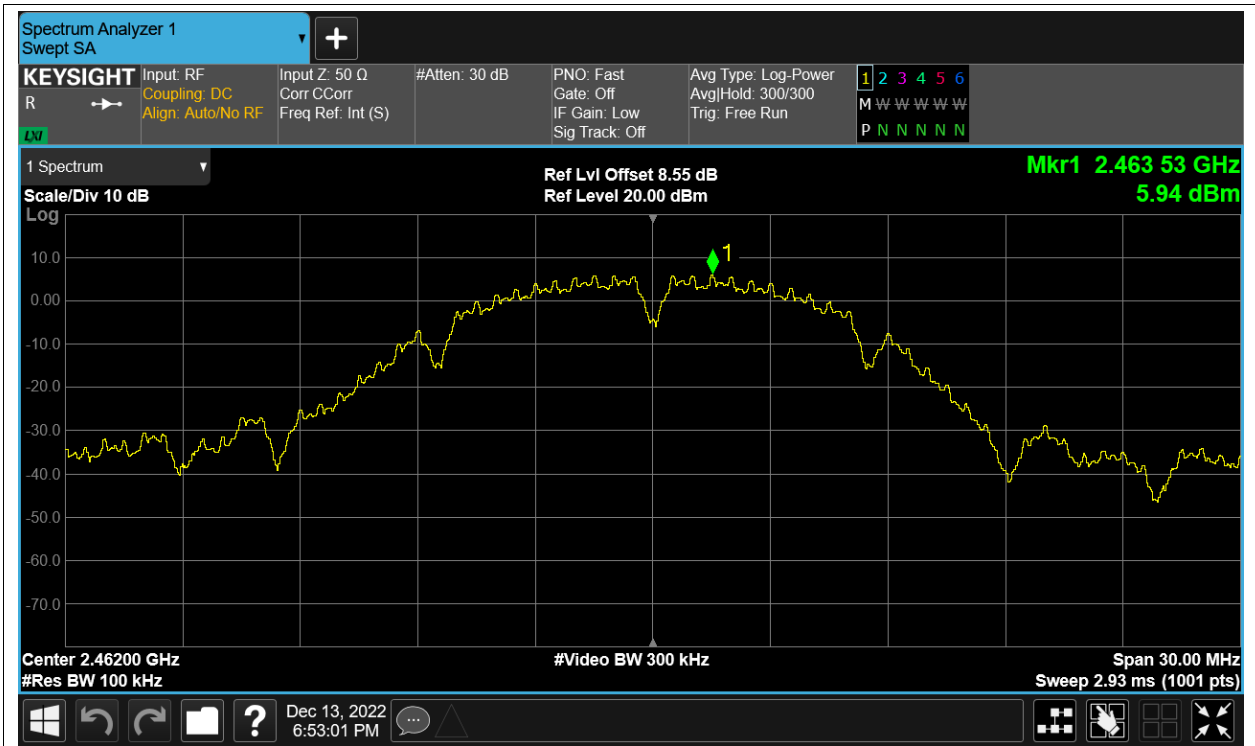 Spectrum Analyzer 1
Swept SA
KEYSIGHT
R
LXI
Input: RF
Coupling: DC
Align: Auto/No RF
Input Z: 50 Ω
Corr CCorr
Freq Ref: Int (S)
#Atten: 30 dB
PNO: Fast
Gate: Off
IF Gain: Low
Sig Track: Off
Avg Type: Log-Power
Avg|Hold: 300/300
Trig: Free Run
1 2 3 4 5 6
M W W W W W
P N N N N N
1 Spectrum
Scale/Div 10 dB
Log
Ref Lvl Offset 8.55 dB
Ref Level 20.00 dBm
Mkr1 2.463 53 GHz
5.94 dBm
1
10.0
0.00
-10.0
-20.0
-30.0
-40.0
-50.0
-60.0
-70.0
Center 2.46200 GHz
#Res BW 100 kHz
#Video BW 300 kHz
Span 30.00 MHz
Sweep 2.93 ms (1001 pts)
?
Dec 13, 2022
6:53:01 PM